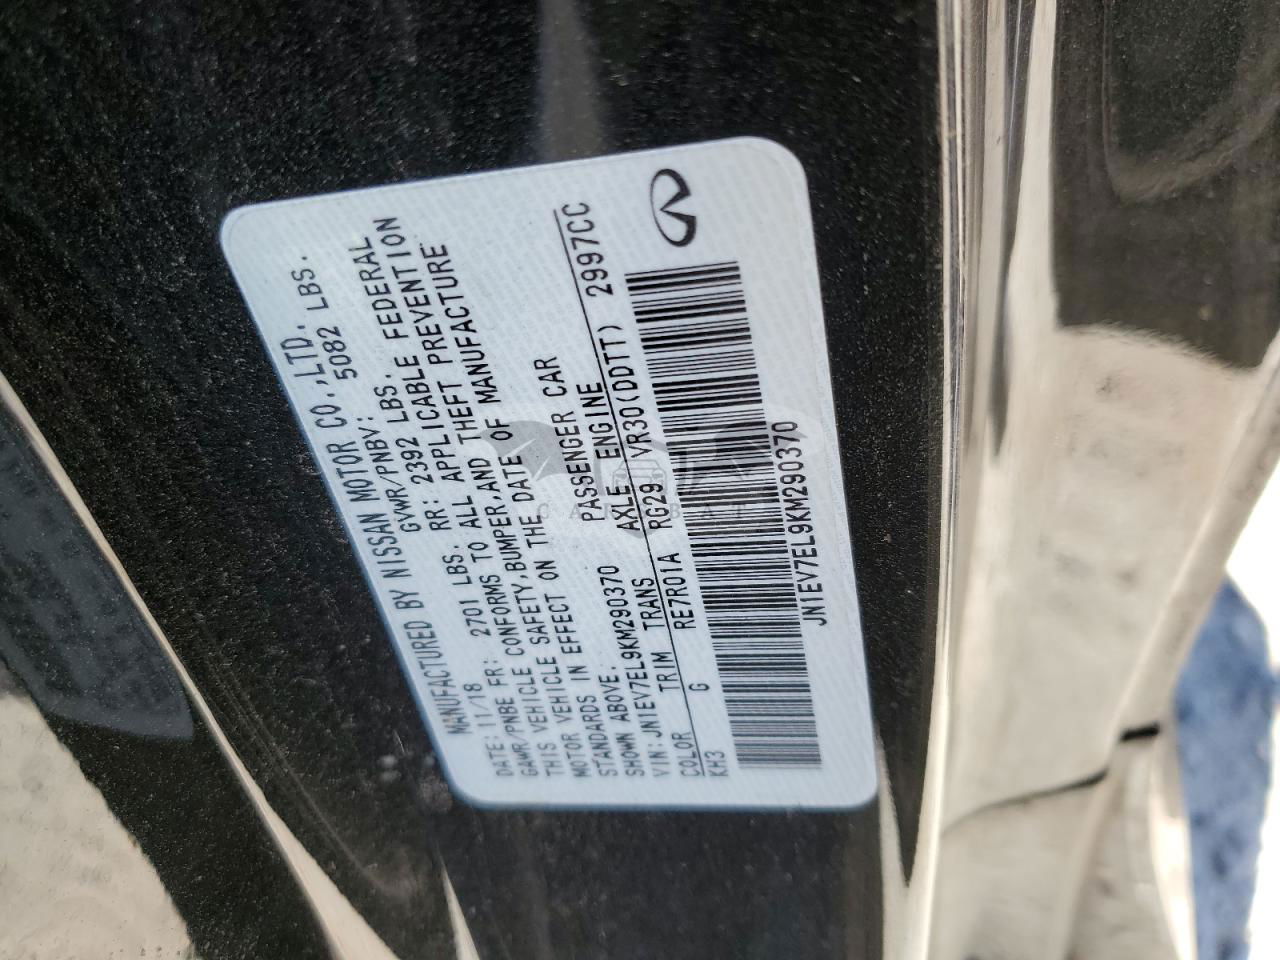 MANUFACTURED BY NISSAN MOTOR CO.,LTD.
DATE: 11/18 GVWR/PNBV: 5082 LBS.
GAWR/PNBE FR: 2701 LBS. RR: 2392 LBS.
THIS VEHICLE CONFORMS TO ALL APPLICABLE FEDERAL
MOTOR VEHICLE SAFETY,BUMPER,AND THEFT PREVENTION
STANDARDS IN EFFECT ON THE DATE OF MANUFACTURE
SHOWN ABOVE.
VIN:JN1EV7EL9KM290370 PASSENGER CAR
COLOR TRIM TRANS AXLE ENGINE
KH3 G RE7R01A RG29 VR30(DDTT) 2997CC
JN1EV7EL9KM290370
CAR BAT